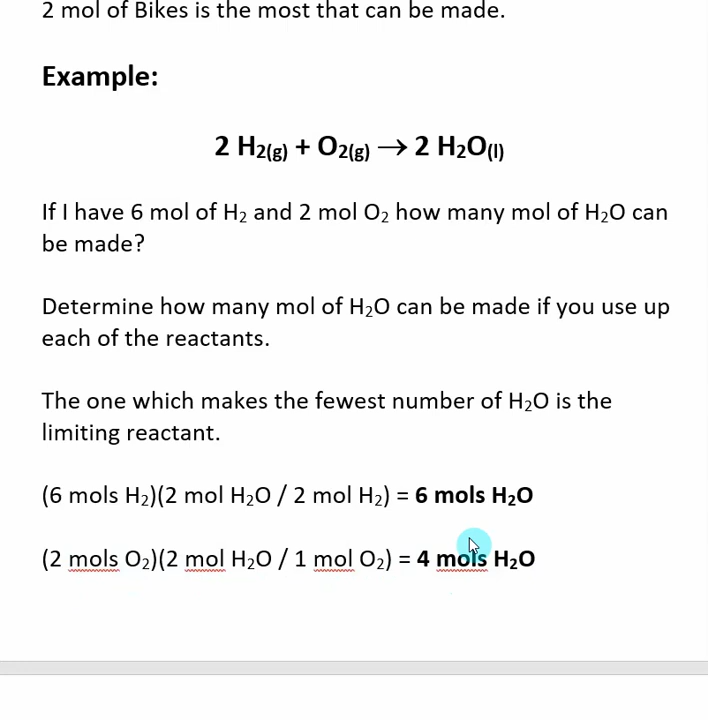 2 mol of Bikes is the most that can be made.
Example:
2 H₂(g) + O₂(g) → 2 H₂O(l)
If I have 6 mol of H₂ and 2 mol O₂ how many mol of H₂O can
be made?
Determine how many mol of H₂O can be made if you use up
each of the reactants.
The one which makes the fewest number of H₂O is the
limiting reactant.
(6 mols H₂)(2 mol H₂O / 2 mol H₂) = 6 mols H₂O
(2 mols O₂)(2 mol H₂O / 1 mol O₂) = 4 mols H₂O